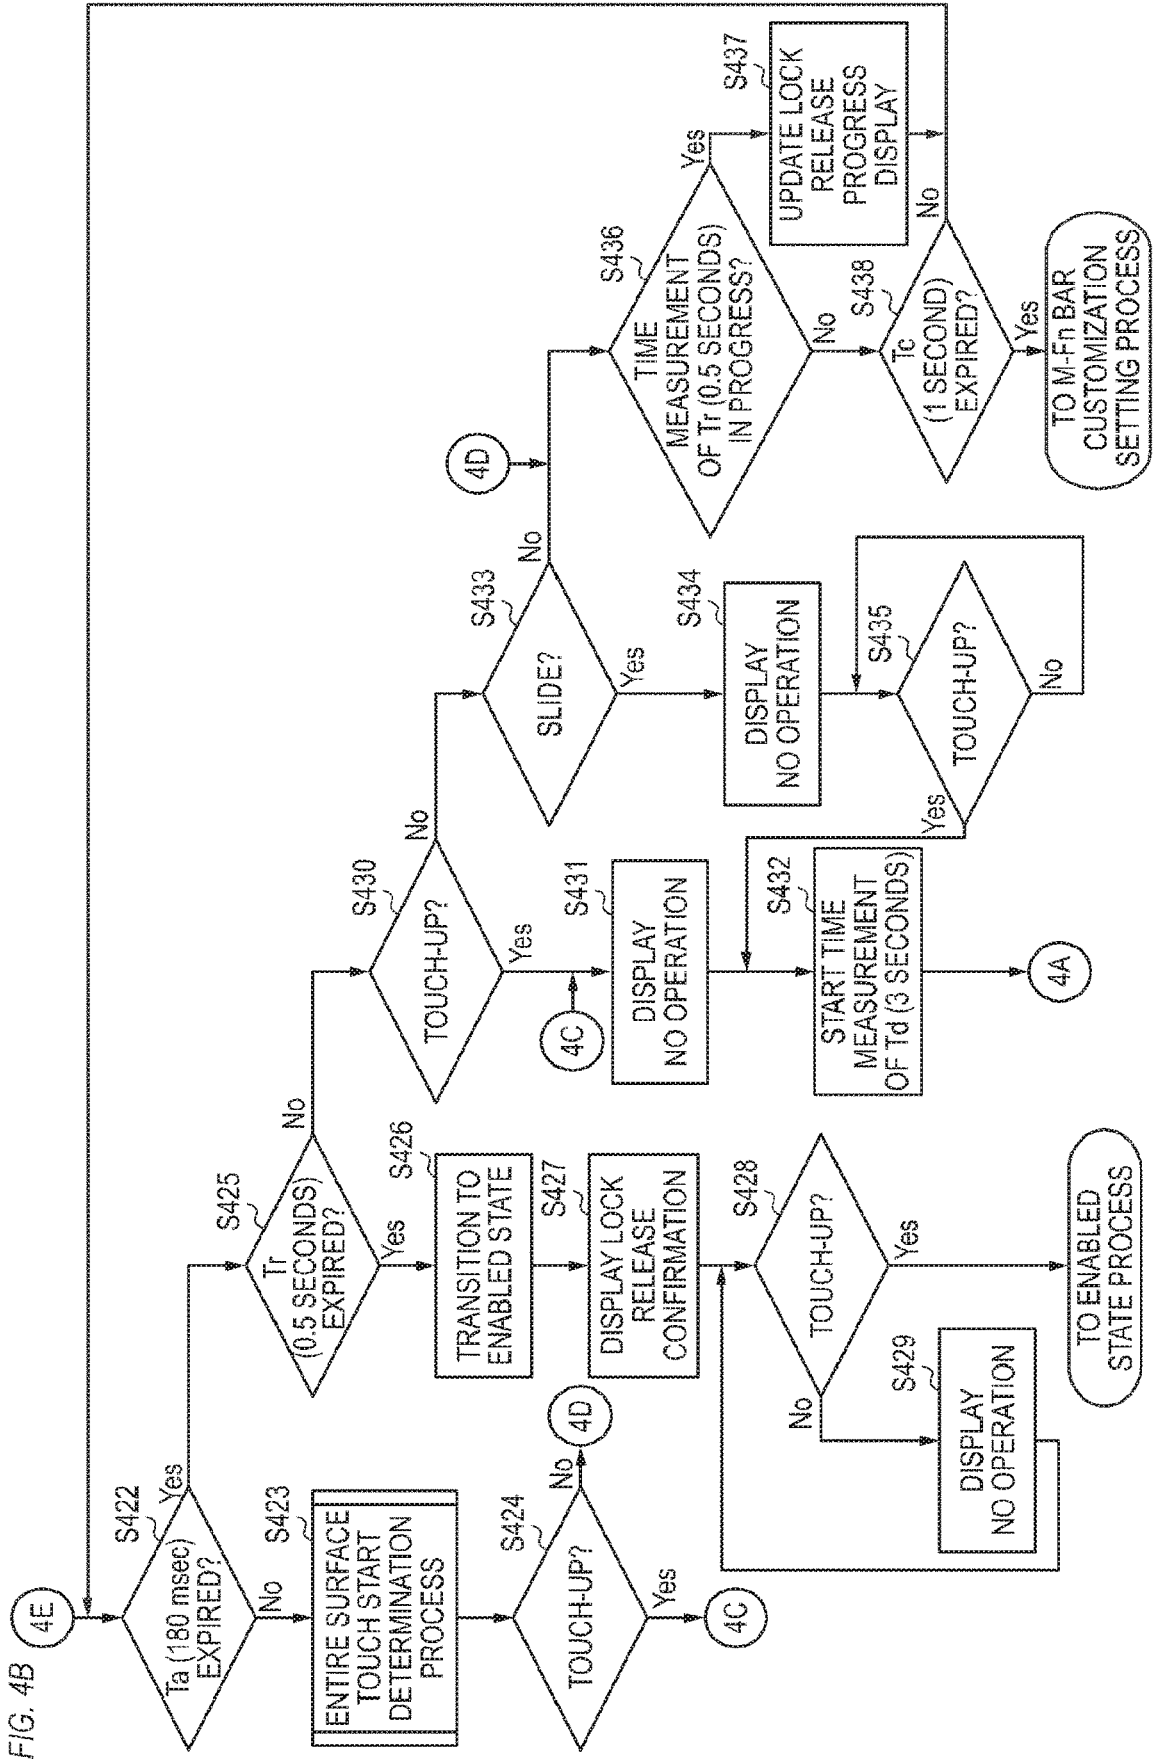 FIG. 4B
4E
S422
Ta (180 msec)
EXPIRED?
Yes
No
S423
ENTIRE SURFACE
TOUCH START
DETERMINATION
PROCESS
S424
TOUCH-UP?
No
4D
Yes
4C
S425
Tr
(0.5 SECONDS)
EXPIRED?
No
Yes
S426
TRANSITION TO
ENABLED STATE
S427
DISPLAY LOCK
RELEASE
CONFIRMATION
S428
TOUCH-UP?
No
Yes
S429
DISPLAY
NO OPERATION
TO ENABLED
STATE PROCESS
S430
TOUCH-UP?
No
Yes
4C
S431
DISPLAY
NO OPERATION
S432
START TIME
MEASUREMENT
OF Td (3 SECONDS)
4A
S433
SLIDE?
No
Yes
S434
DISPLAY
NO OPERATION
S435
TOUCH-UP?
Yes
No
4D
S436
TIME
MEASUREMENT
OF Tr (0.5 SECONDS)
IN PROGRESS?
Yes
No
S437
UPDATE LOCK
RELEASE
PROGRESS
DISPLAY
S438
Tc
(1 SECOND)
EXPIRED?
No
Yes
TO M-Fn BAR
CUSTOMIZATION
SETTING PROCESS